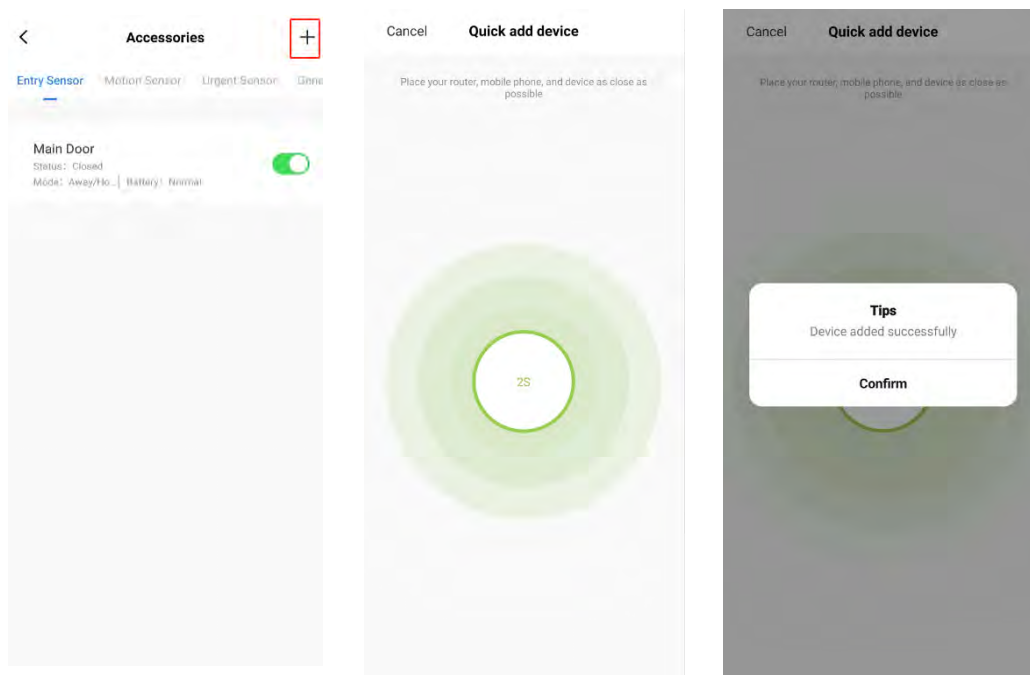 Accessories
Entry Sensor Motion Sensor Urgent Sensor Gene
Main Door
Status: Closed
Mode: Away/Ho... Battery: Normal
Cancel Quick add device
Place your router, mobile phone, and device as close as
possible
2S
Cancel Quick add device
Place your router, mobile phone, and device as close as
possible
Tips
Device added successfully
Confirm